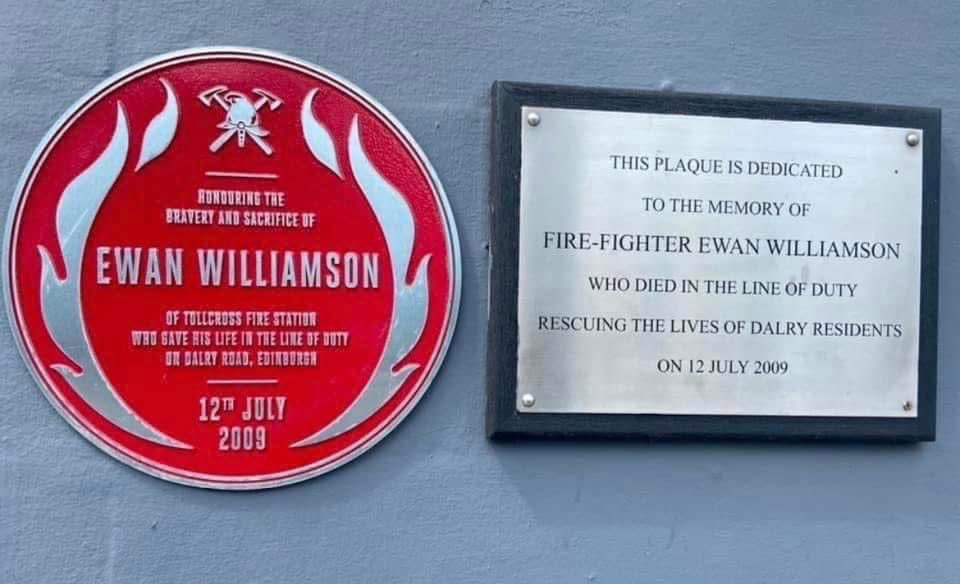 HONOURING THE
BRAVERY AND SACRIFICE OF
EWAN WILLIAMSON
OF TOLLCROSS FIRE STATION
WHO GAVE HIS LIFE IN THE LINE OF DUTY
ON DALRY ROAD, EDINBURGH
12TH JULY
2009
THIS PLAQUE IS DEDICATED
TO THE MEMORY OF
FIRE-FIGHTER EWAN WILLIAMSON
WHO DIED IN THE LINE OF DUTY
RESCUING THE LIVES OF DALRY RESIDENTS
ON 12 JULY 2009